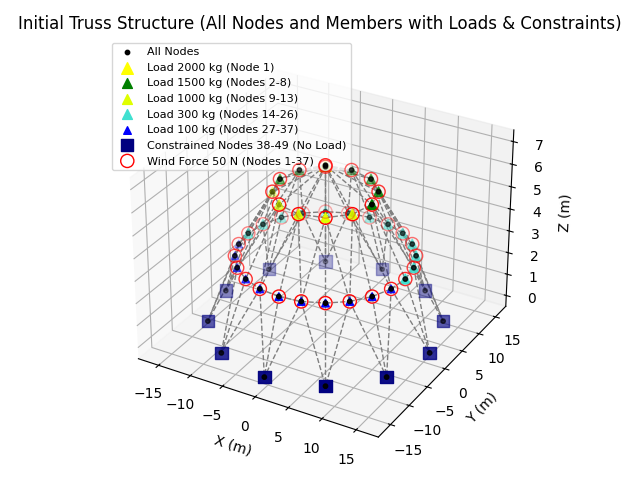 Initial Truss Structure (All Nodes and Members with Loads & Constraints)
All Nodes
Load 2000 kg (Node 1)
Load 1500 kg (Nodes 2-8)
Load 1000 kg (Nodes 9-13)
Load 300 kg (Nodes 14-26)
Load 100 kg (Nodes 27-37)
Constrained Nodes 38-49 (No Load)
Wind Force 50 N (Nodes 1-37)
7
6
5
4
3
2
1
0
Z (m)
−15
−10
−5
0
5
10
15
X (m)
−15
−10
−5
0
5
10
15
Y (m)